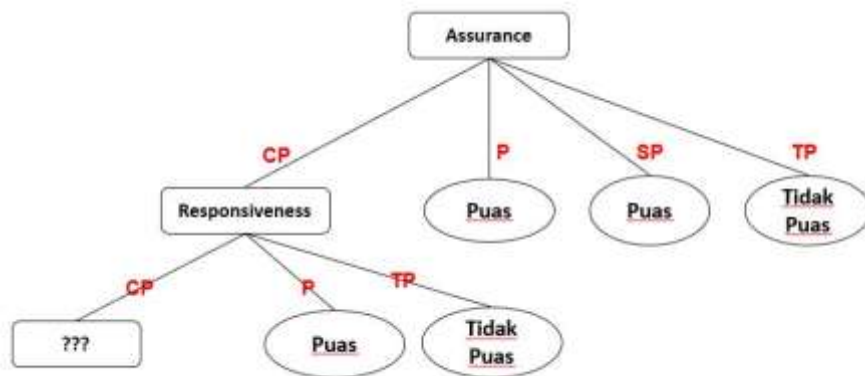 Assurance
CP
P
SP
TP
Responsiveness
Puas
Puas
Tidak
Puas
CP
P
TP
???
Puas
Tidak
Puas